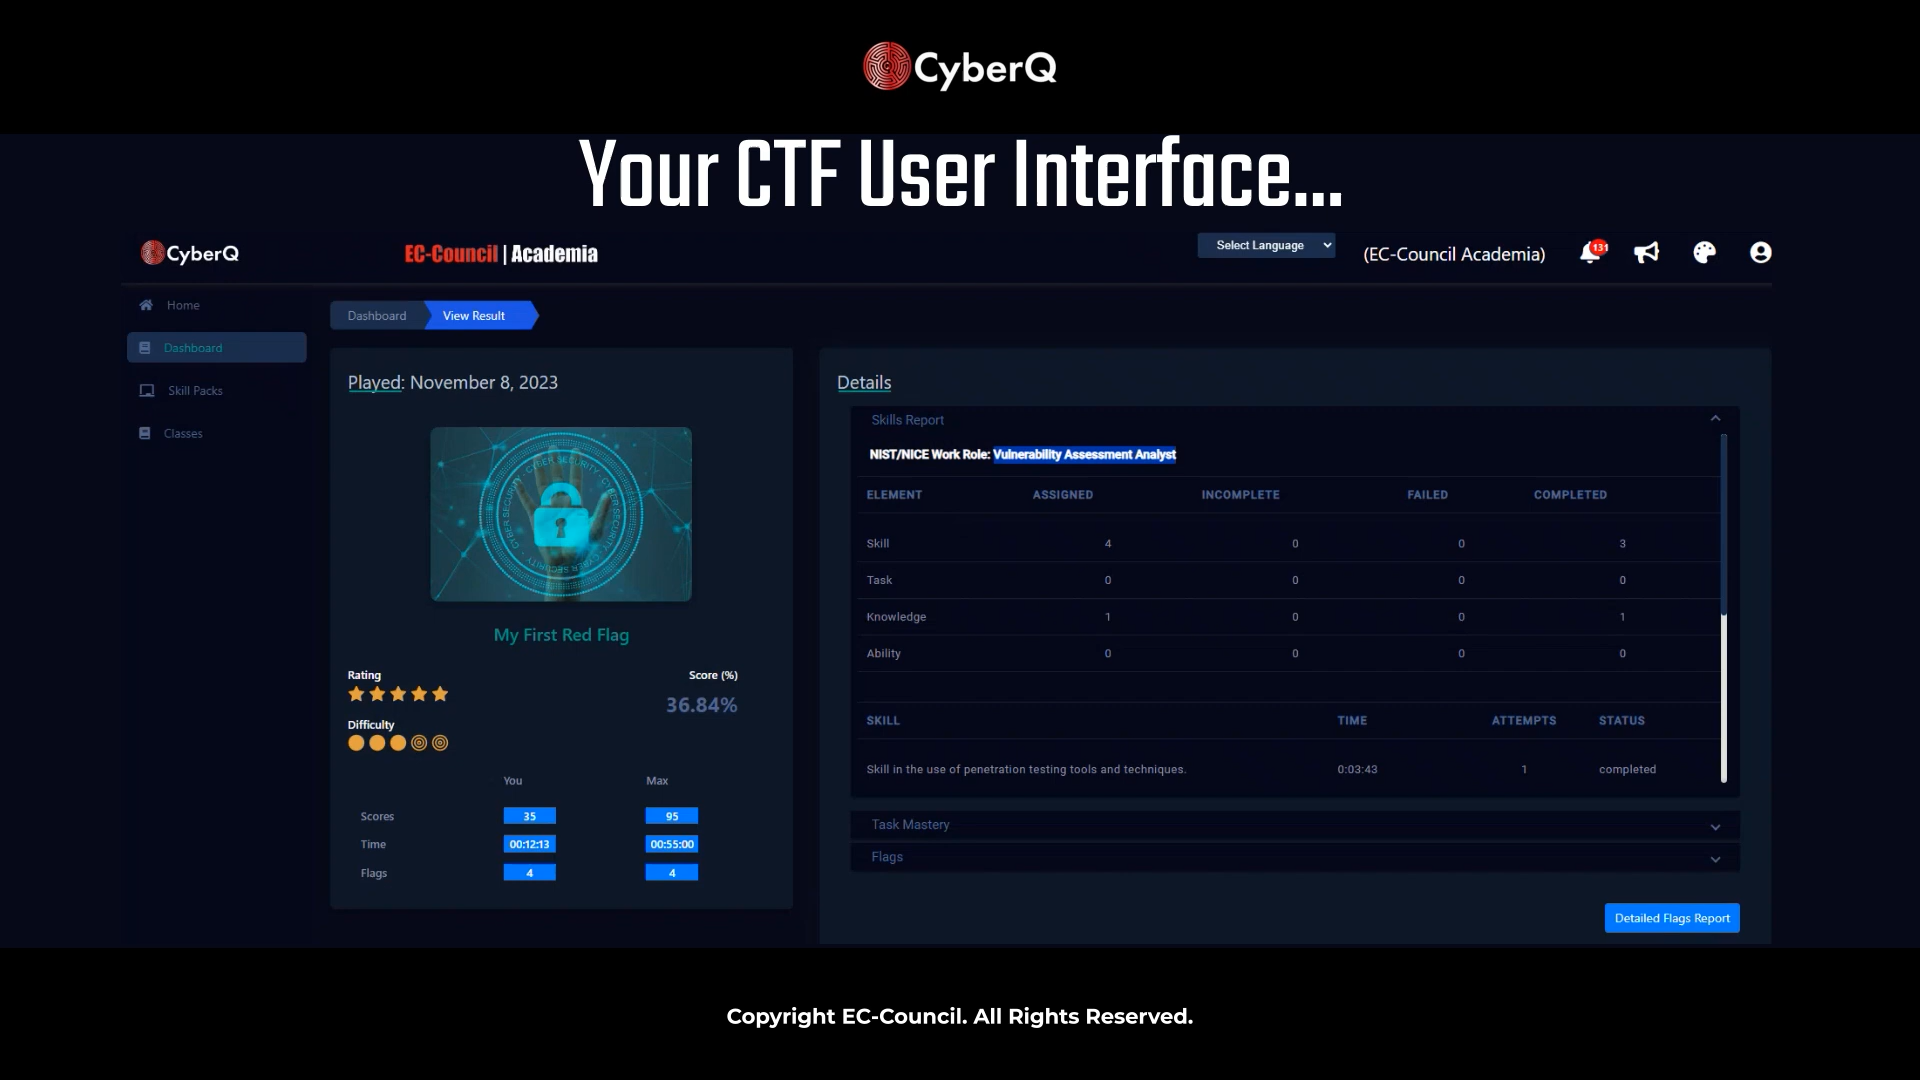 CyberQ
Your CTF User Interface...
CyberQ
EC-Council | Academia
Select Language
(EC-Council Academia)
131
Home
Dashboard
Skill Packs
Classes
Dashboard
View Result
Played: November 8, 2023
CYBER SECURITY
My First Red Flag
Rating
Score (%)
36.84%
Difficulty
You Max
Scores 35 95
Time 00:12:13 00:55:00
Flags 4 4
Details
Skills Report
NIST/NICE Work Role: Vulnerability Assessment Analyst
ELEMENT ASSIGNED INCOMPLETE FAILED COMPLETED
Skill 4 0 0 3
Task 0 0 0 0
Knowledge 1 0 0 1
Ability 0 0 0 0
SKILL TIME ATTEMPTS STATUS
Skill in the use of penetration testing tools and techniques. 0:03:43 1 completed
Task Mastery
Flags
Detailed Flags Report
Copyright EC-Council. All Rights Reserved.